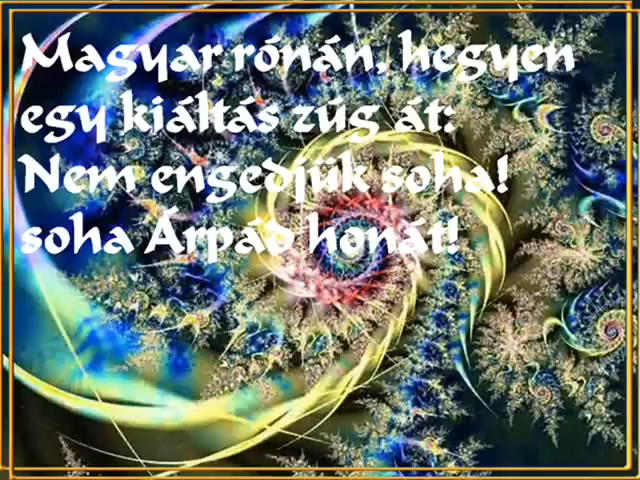 Magyar rónán, hegyen
egy kiáltás zúg át:
Nem engedjük soha!
soha Árpád honát!